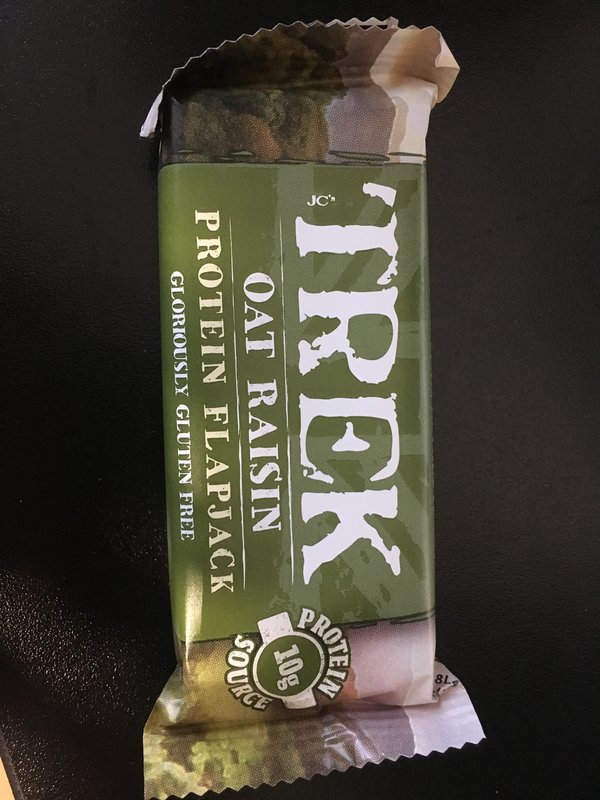 JC's
TREK
OAT RAISIN
PROTEIN FLAPJACK
GLORIOUSLY GLUTEN FREE
PROTEIN
10g
SOURCE